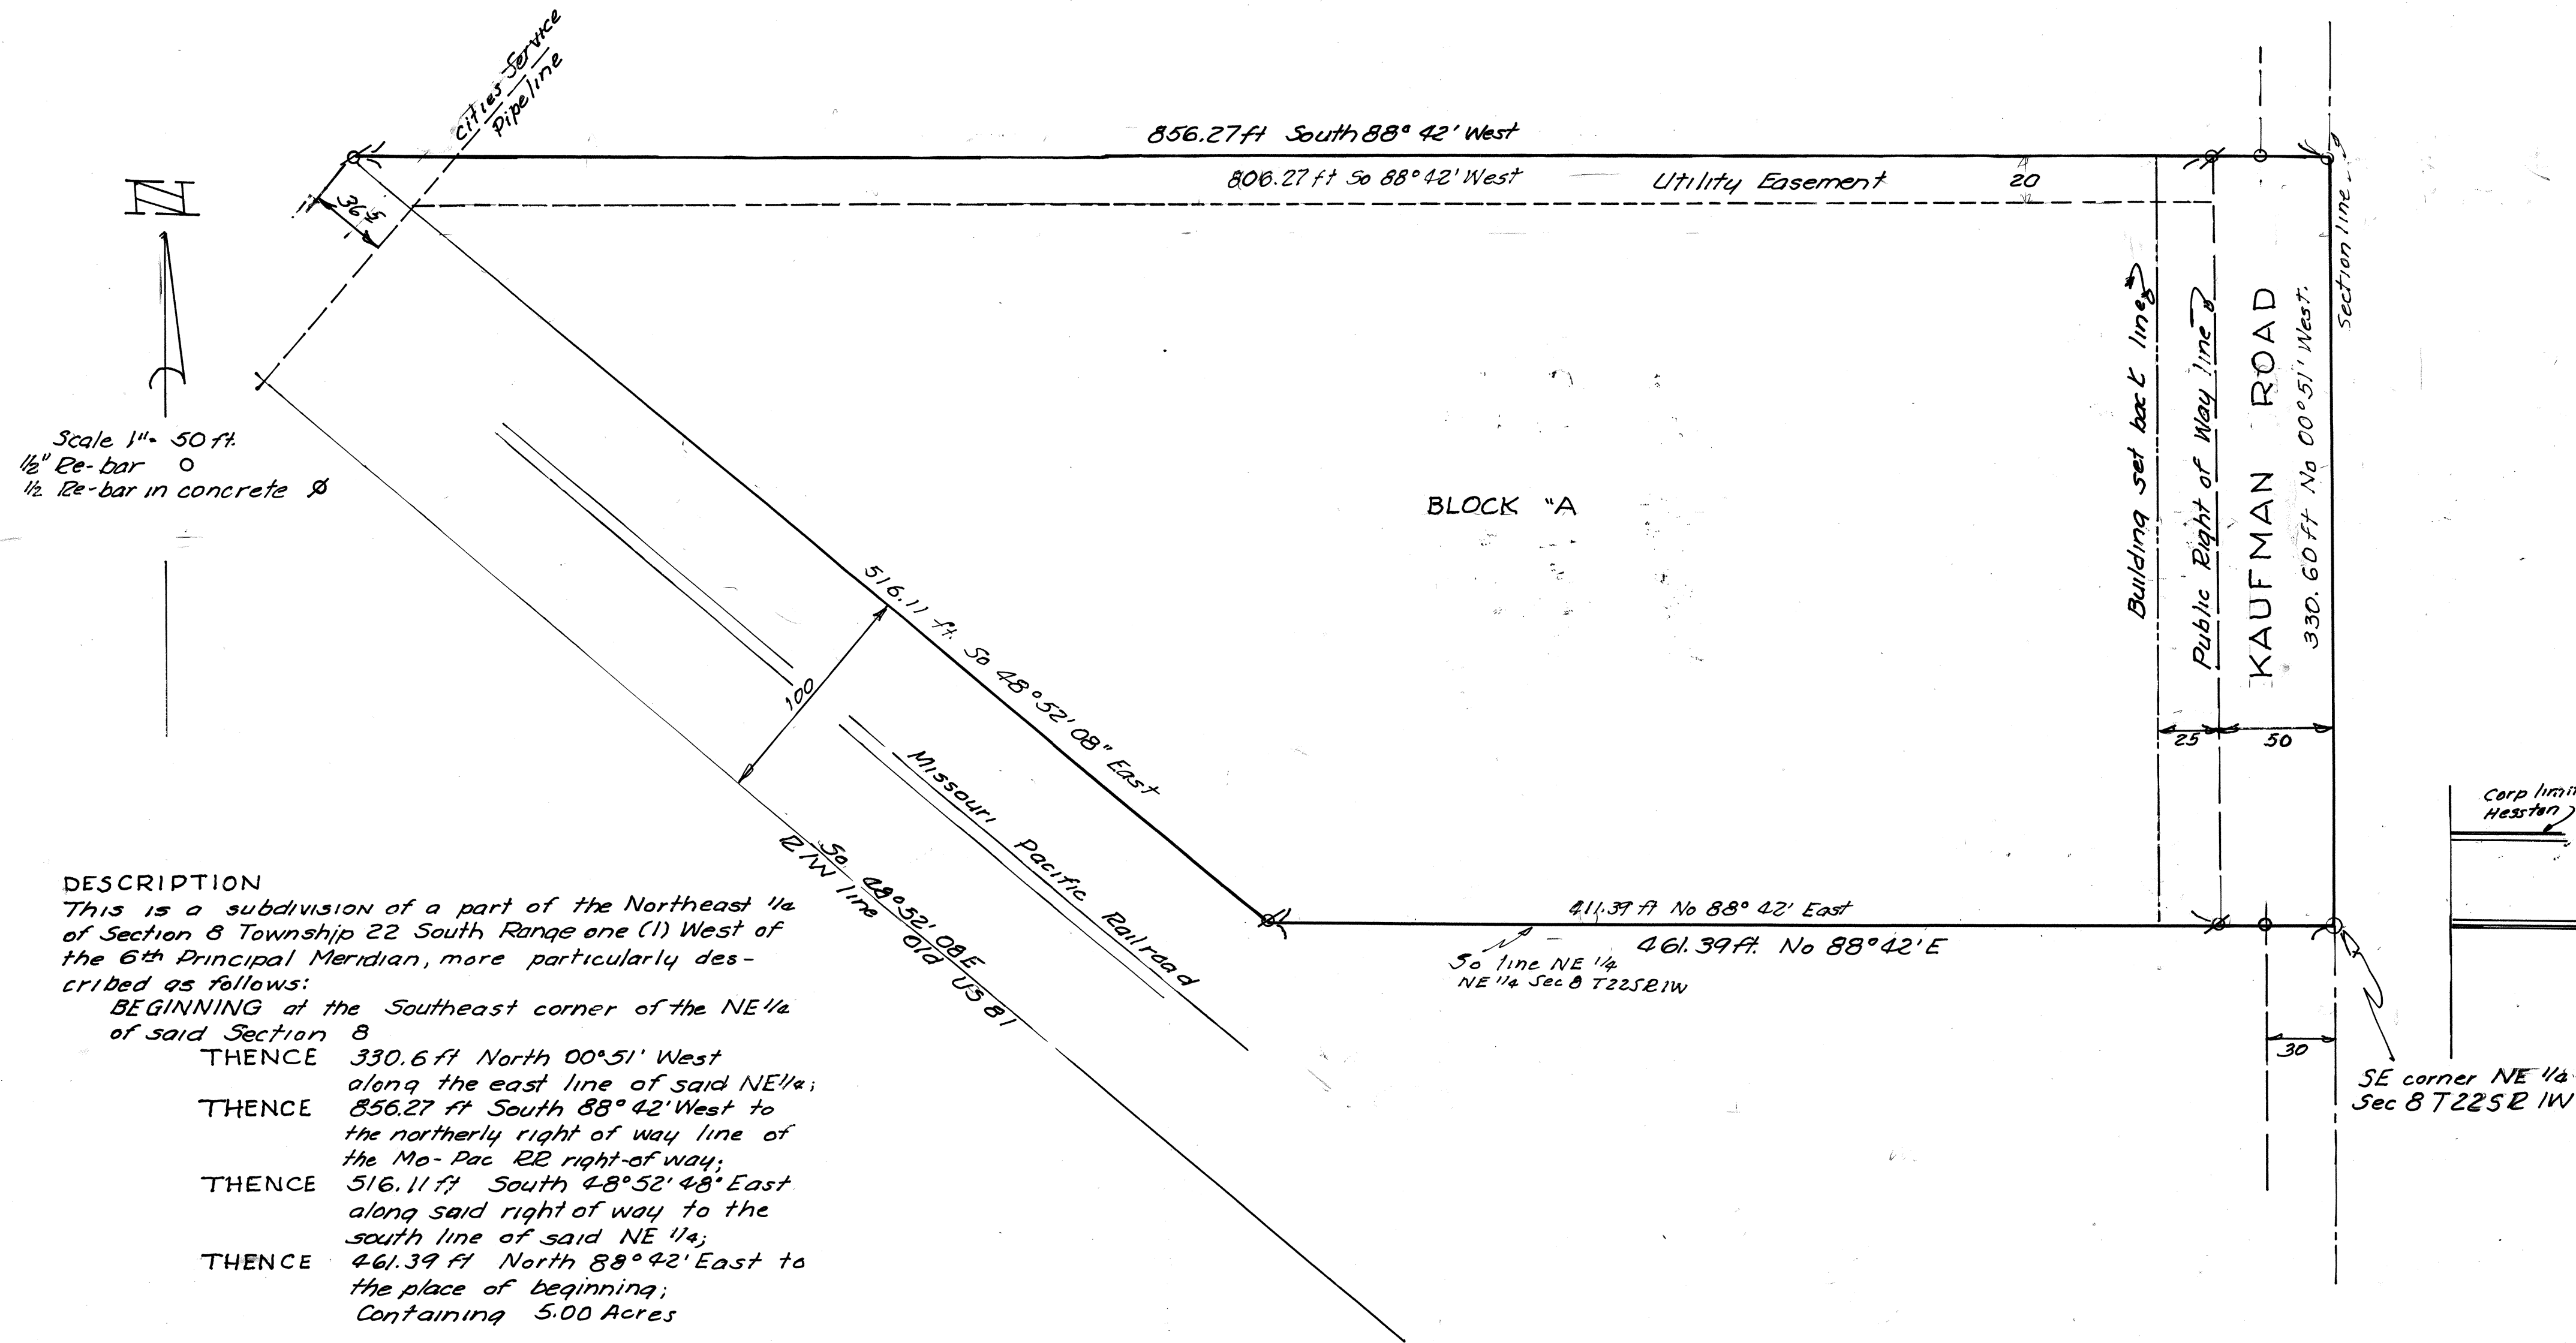 Cities Service
Pipeline
856.27 ft South 88° 42' West
806.27 ft So 88° 42' West
Utility Easement
20
36.5
N
Section line
Scale 1"= 50 ft.
1/2" Re-bar O
1/2 Re-bar in concrete Ø
Building set back line
Public Right of Way line
KAUFMAN ROAD
330.60 ft No 00° 51' West.
BLOCK "A
516.11 ft. So 48° 52' 08" East
100
25
50
Missouri Pacific Railroad
So 48° 52' 08 E
R/W line Old US 81
411.39 ft No 88° 42' East
461.39 ft. No 88° 42' E
So line NE 1/4
NE 1/4 Sec 8 T22S R1W
30
Corp limit
Hesston
SE corner NE 1/4
Sec 8 T22S R 1W
DESCRIPTION
This is a subdivision of a part of the Northeast 1/4
of Section 8 Township 22 South Range one (1) West of
the 6th Principal Meridian, more particularly des-
cribed as follows:
BEGINNING at the Southeast corner of the NE 1/4
of said Section 8
THENCE 330.6 ft North 00° 51' West
along the east line of said NE 1/4;
THENCE 856.27 ft South 88° 42' West to
the northerly right of way line of
the Mo-Pac RR right-of way;
THENCE 516.11 ft South 48° 52' 48" East
along said right of way to the
south line of said NE 1/4;
THENCE 461.39 ft North 88° 42' East to
the place of beginning;
Containing 5.00 Acres